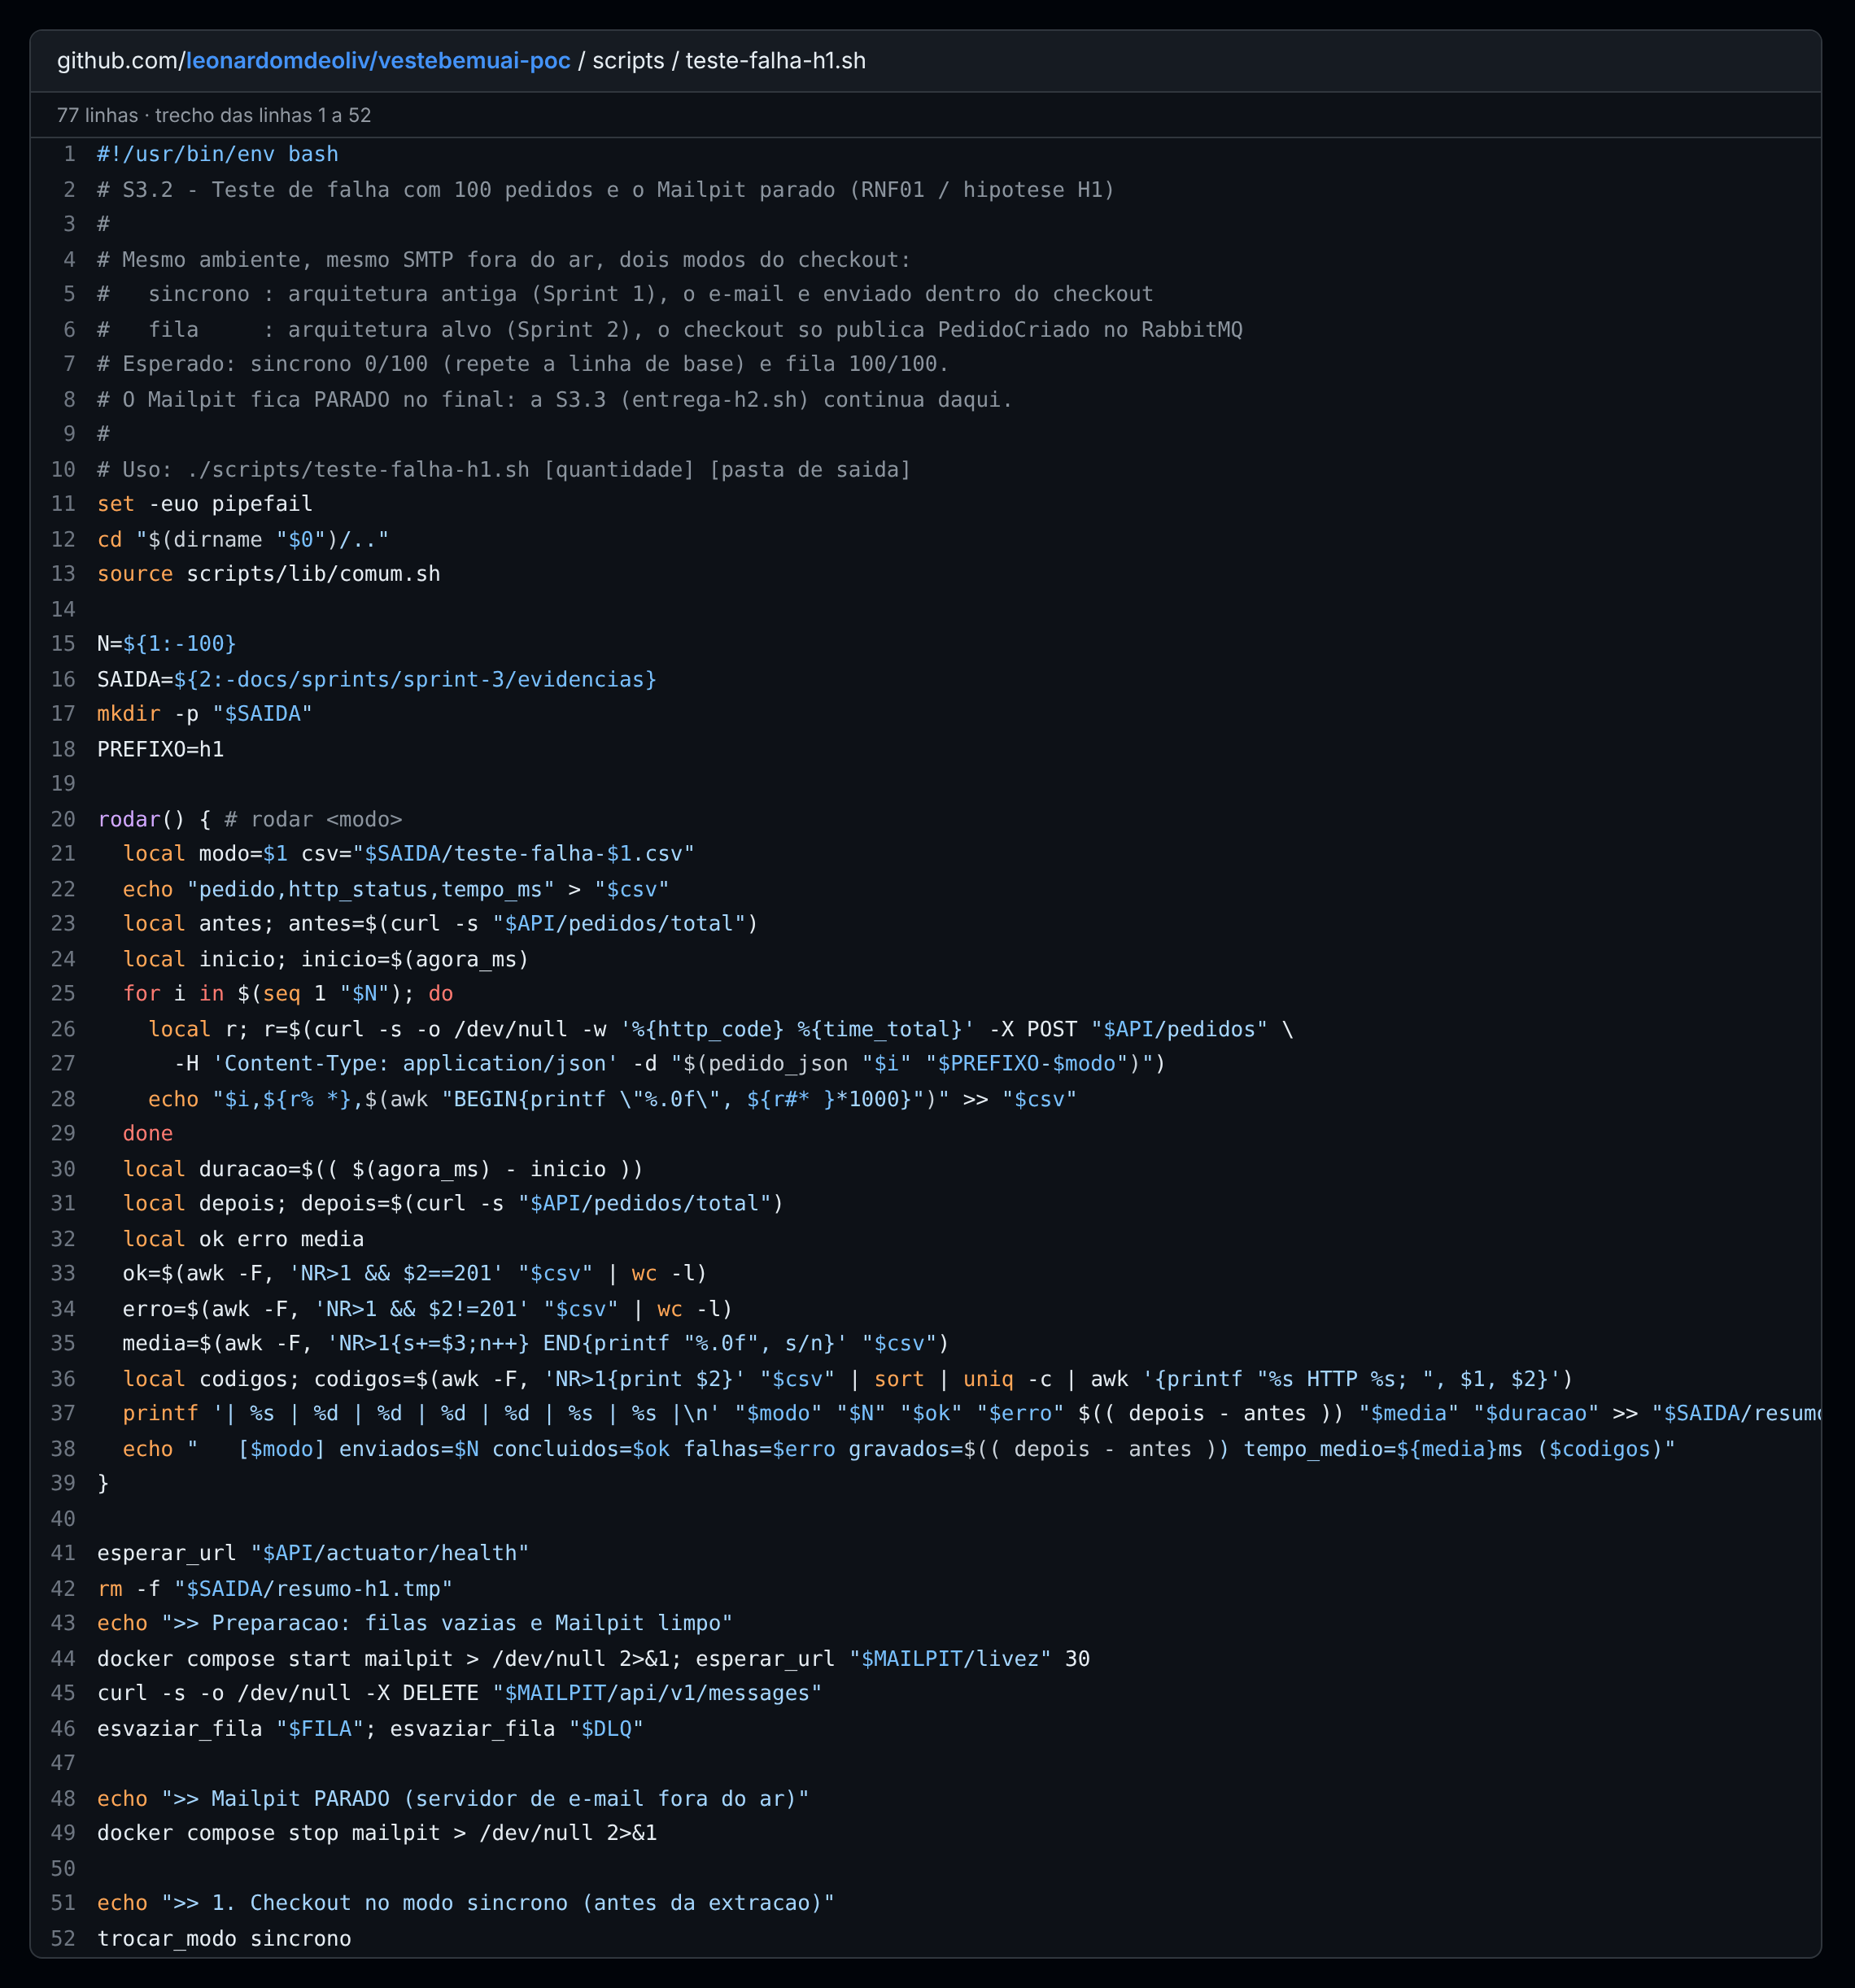 github.com/leonardomdeoliv/vestebemuai-poc / scripts / teste-falha-h1.sh
77 linhas · trecho das linhas 1 a 52
1 #!/usr/bin/env bash
2 # S3.2 - Teste de falha com 100 pedidos e o Mailpit parado (RNF01 / hipotese H1)
3 #
4 # Mesmo ambiente, mesmo SMTP fora do ar, dois modos do checkout:
5 #   sincrono : arquitetura antiga (Sprint 1), o e-mail e enviado dentro do checkout
6 #   fila     : arquitetura alvo (Sprint 2), o checkout so publica PedidoCriado no RabbitMQ
7 # Esperado: sincrono 0/100 (repete a linha de base) e fila 100/100.
8 # O Mailpit fica PARADO no final: a S3.3 (entrega-h2.sh) continua daqui.
9 #
10 # Uso: ./scripts/teste-falha-h1.sh [quantidade] [pasta de saida]
11 set -euo pipefail
12 cd "$(dirname "$0")/.."
13 source scripts/lib/comum.sh
14
15 N=${1:-100}
16 SAIDA=${2:-docs/sprints/sprint-3/evidencias}
17 mkdir -p "$SAIDA"
18 PREFIXO=h1
19
20 rodar() { # rodar <modo>
21   local modo=$1 csv="$SAIDA/teste-falha-$1.csv"
22   echo "pedido,http_status,tempo_ms" > "$csv"
23   local antes; antes=$(curl -s "$API/pedidos/total")
24   local inicio; inicio=$(agora_ms)
25   for i in $(seq 1 "$N"); do
26     local r; r=$(curl -s -o /dev/null -w '%{http_code} %{time_total}' -X POST "$API/pedidos" \
27       -H 'Content-Type: application/json' -d "$(pedido_json "$i" "$PREFIXO-$modo")")
28     echo "$i,${r% *},$(awk "BEGIN{printf \"%.0f\", ${r#* }*1000}")" >> "$csv"
29   done
30   local duracao=$(( $(agora_ms) - inicio ))
31   local depois; depois=$(curl -s "$API/pedidos/total")
32   local ok erro media
33   ok=$(awk -F, 'NR>1 && $2==201' "$csv" | wc -l)
34   erro=$(awk -F, 'NR>1 && $2!=201' "$csv" | wc -l)
35   media=$(awk -F, 'NR>1{s+=$3;n++} END{printf "%.0f", s/n}' "$csv")
36   local codigos; codigos=$(awk -F, 'NR>1{print $2}' "$csv" | sort | uniq -c | awk '{printf "%s HTTP %s; ", $1, $2}')
37   printf '| %s | %d | %d | %d | %d | %s | %s |\n' "$modo" "$N" "$ok" "$erro" $(( depois - antes )) "$media" "$duracao" >> "$SAIDA/resum
38   echo "   [$modo] enviados=$N concluidos=$ok falhas=$erro gravados=$(( depois - antes )) tempo_medio=${media}ms ($codigos)"
39 }
40
41 esperar_url "$API/actuator/health"
42 rm -f "$SAIDA/resumo-h1.tmp"
43 echo ">> Preparacao: filas vazias e Mailpit limpo"
44 docker compose start mailpit > /dev/null 2>&1; esperar_url "$MAILPIT/livez" 30
45 curl -s -o /dev/null -X DELETE "$MAILPIT/api/v1/messages"
46 esvaziar_fila "$FILA"; esvaziar_fila "$DLQ"
47
48 echo ">> Mailpit PARADO (servidor de e-mail fora do ar)"
49 docker compose stop mailpit > /dev/null 2>&1
50
51 echo ">> 1. Checkout no modo sincrono (antes da extracao)"
52 trocar_modo sincrono